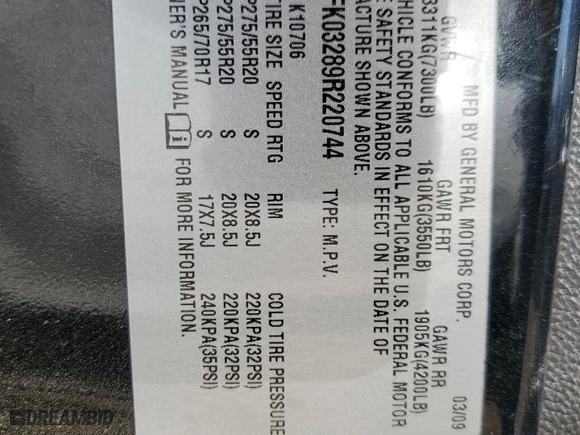 MFD BY GENERAL MOTORS CORP. 03/09
GVWR GAWR FRT GAWR RR
3311KG(7300LB) 1610KG(3550LB) 1905KG(4200LB)
VEHICLE CONFORMS TO ALL APPLICABLE U.S. FEDERAL MOTOR
E SAFETY STANDARDS IN EFFECT ON THE DATE OF
ACTURE SHOWN ABOVE.
FK03289R220744 TYPE: M.P.V.
K10706
TIRE SIZE SPEED RTG RIM COLD TIRE PRESSURE
P275/55R20 S 20X8.5J 220KPA(32PSI)
P275/55R20 S 20X8.5J 220KPA(32PSI)
P265/70R17 S 17X7.5J 240KPA(35PSI)
NER'S MANUAL FOR MORE INFORMATION.
DREAMBID